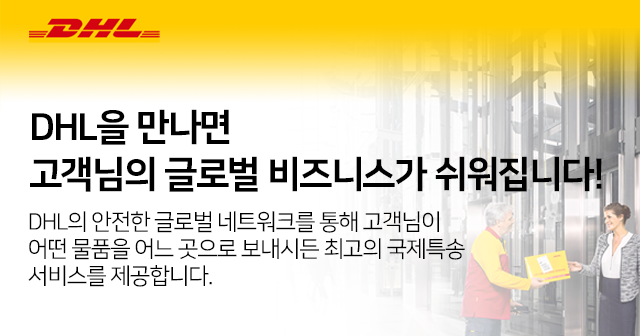 DHL
DHL을 만나면
고객님의 글로벌 비즈니스가 쉬워집니다!
DHL의 안전한 글로벌 네트워크를 통해 고객님이
어떤 물품을 어느 곳으로 보내시든 최고의 국제특송
서비스를 제공합니다.